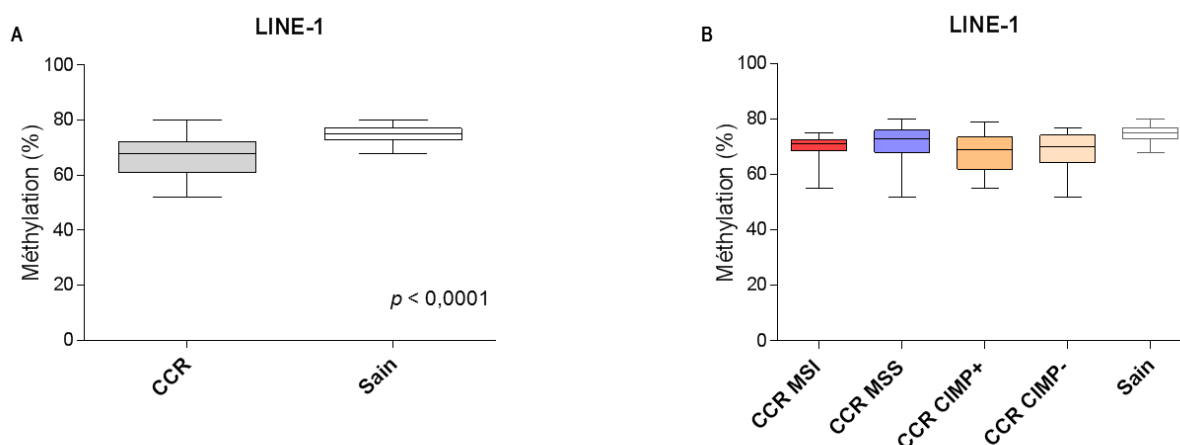 A
LINE-1
Méthylation (%)
100
80
60
40
20
0
p < 0,0001
CCR
Sain
B
LINE-1
Méthylation (%)
100
80
60
40
20
0
CCR MSI
CCR MSS
CCR CIMP+
CCR CIMP-
Sain